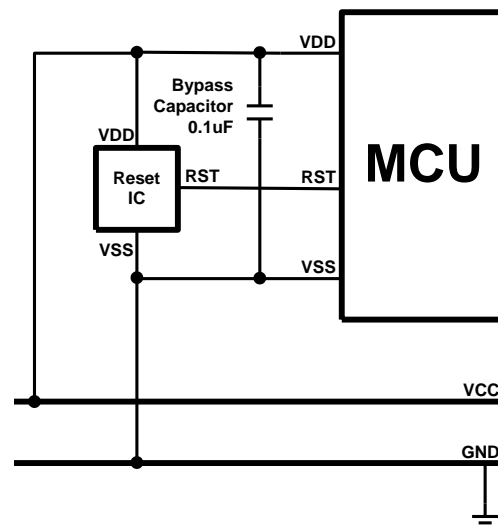 VDD
Bypass
Capacitor
0.1uF
VDD
MCU
Reset
IC
RST
RST
VSS
VSS
VCC
GND